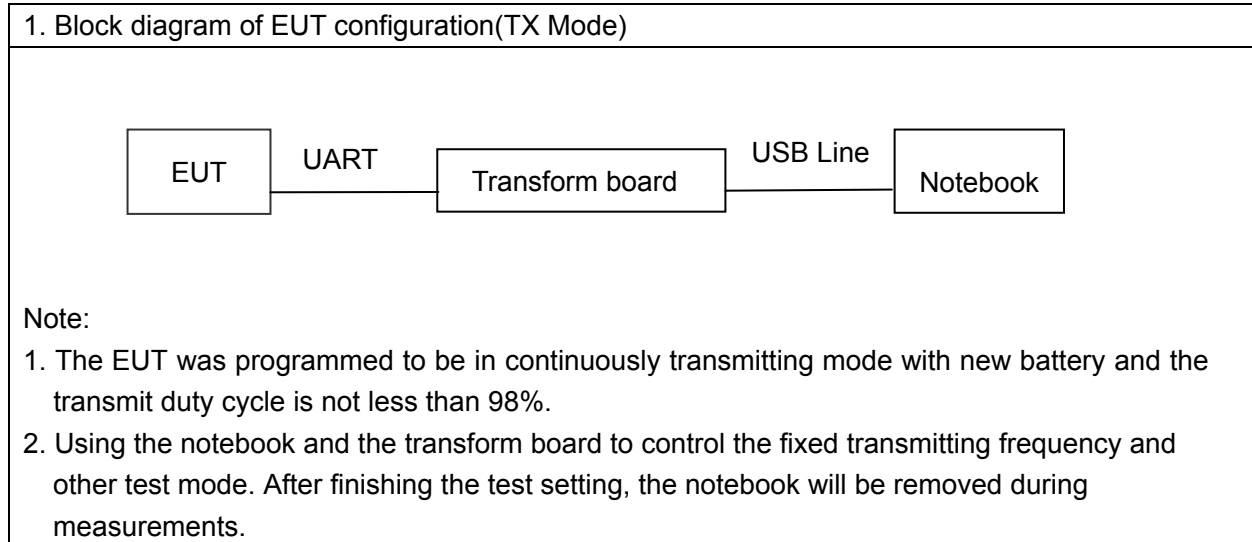 1. Block diagram of EUT configuration(TX Mode)
EUT
UART
Transform board
USB Line
Notebook
Note:
1. The EUT was programmed to be in continuously transmitting mode with new battery and the
transmit duty cycle is not less than 98%.
2. Using the notebook and the transform board to control the fixed transmitting frequency and
other test mode. After finishing the test setting, the notebook will be removed during
measurements.